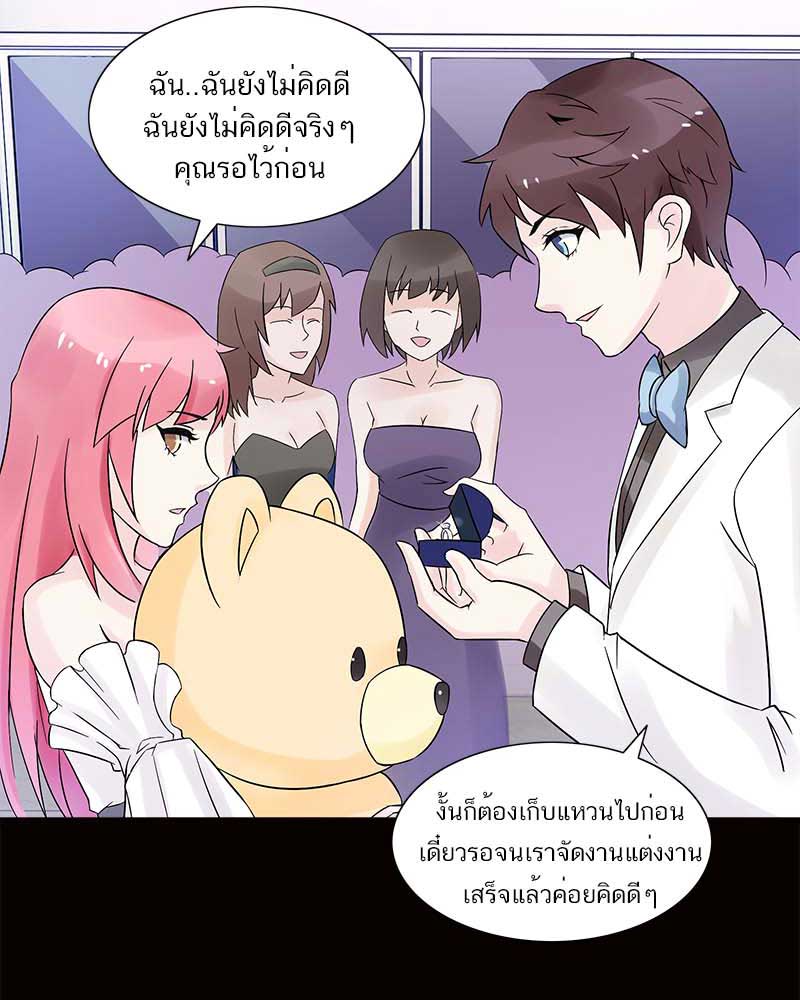 ฉัน..ฉันยังไม่คิดดี
ฉันยังไม่คิดดีจริงๆ
คุณรอไว้ก่อน
งั้นก็ต้องเก็บแหวนไปก่อน
เดี๋ยวรอจนเราจัดงานแต่งงาน
เสร็จแล้วค่อยคิดดีๆ